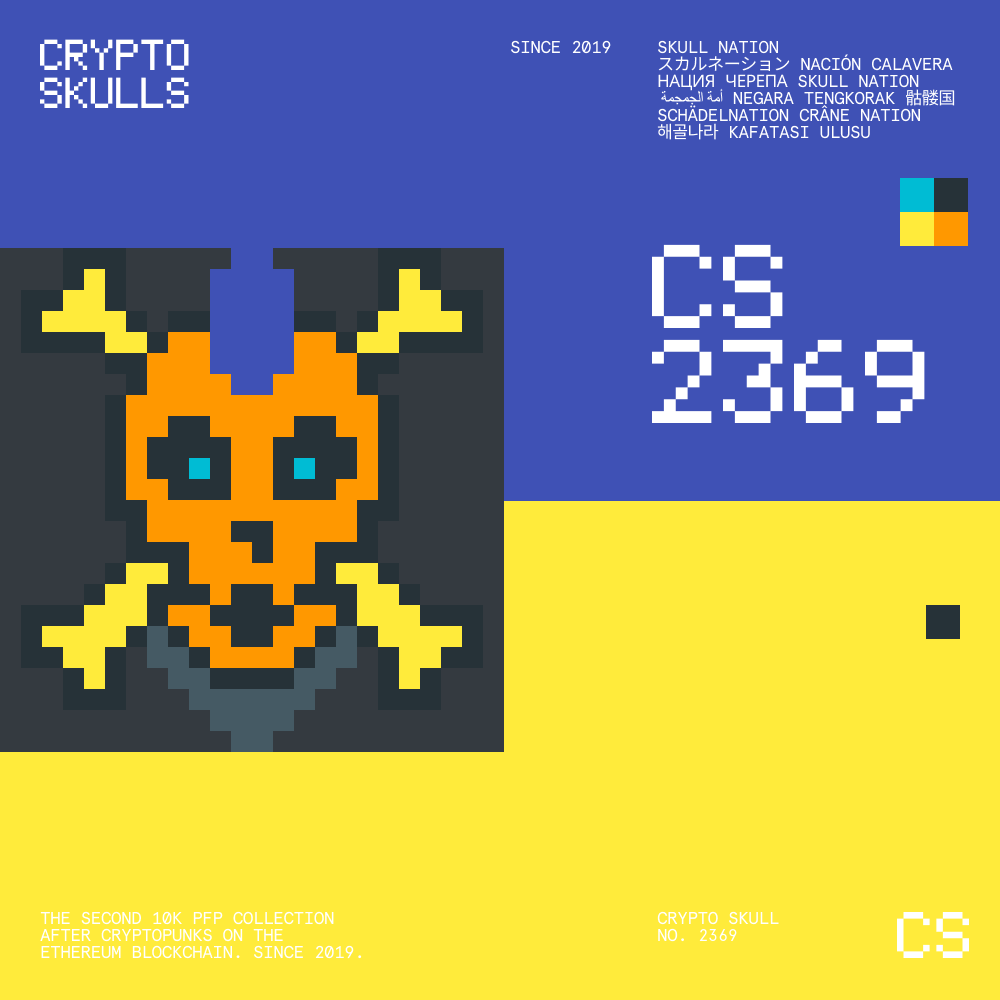 CRYPTO
SKULLS
SINCE 2019
SKULL NATION
スカルネーション NACIÓN CALAVERA
НАЦИЯ ЧЕРЕПА SKULL NATION
أمة الجمجمة NEGARA TENGKORAK 骷髅国
SCHÄDELNATION CRÂNE NATION
해골나라 KAFATASI ULUSU
CS
2369
THE SECOND 10K PFP COLLECTION
AFTER CRYPTOPUNKS ON THE
ETHEREUM BLOCKCHAIN. SINCE 2019.
CRYPTO SKULL
NO. 2369
CS